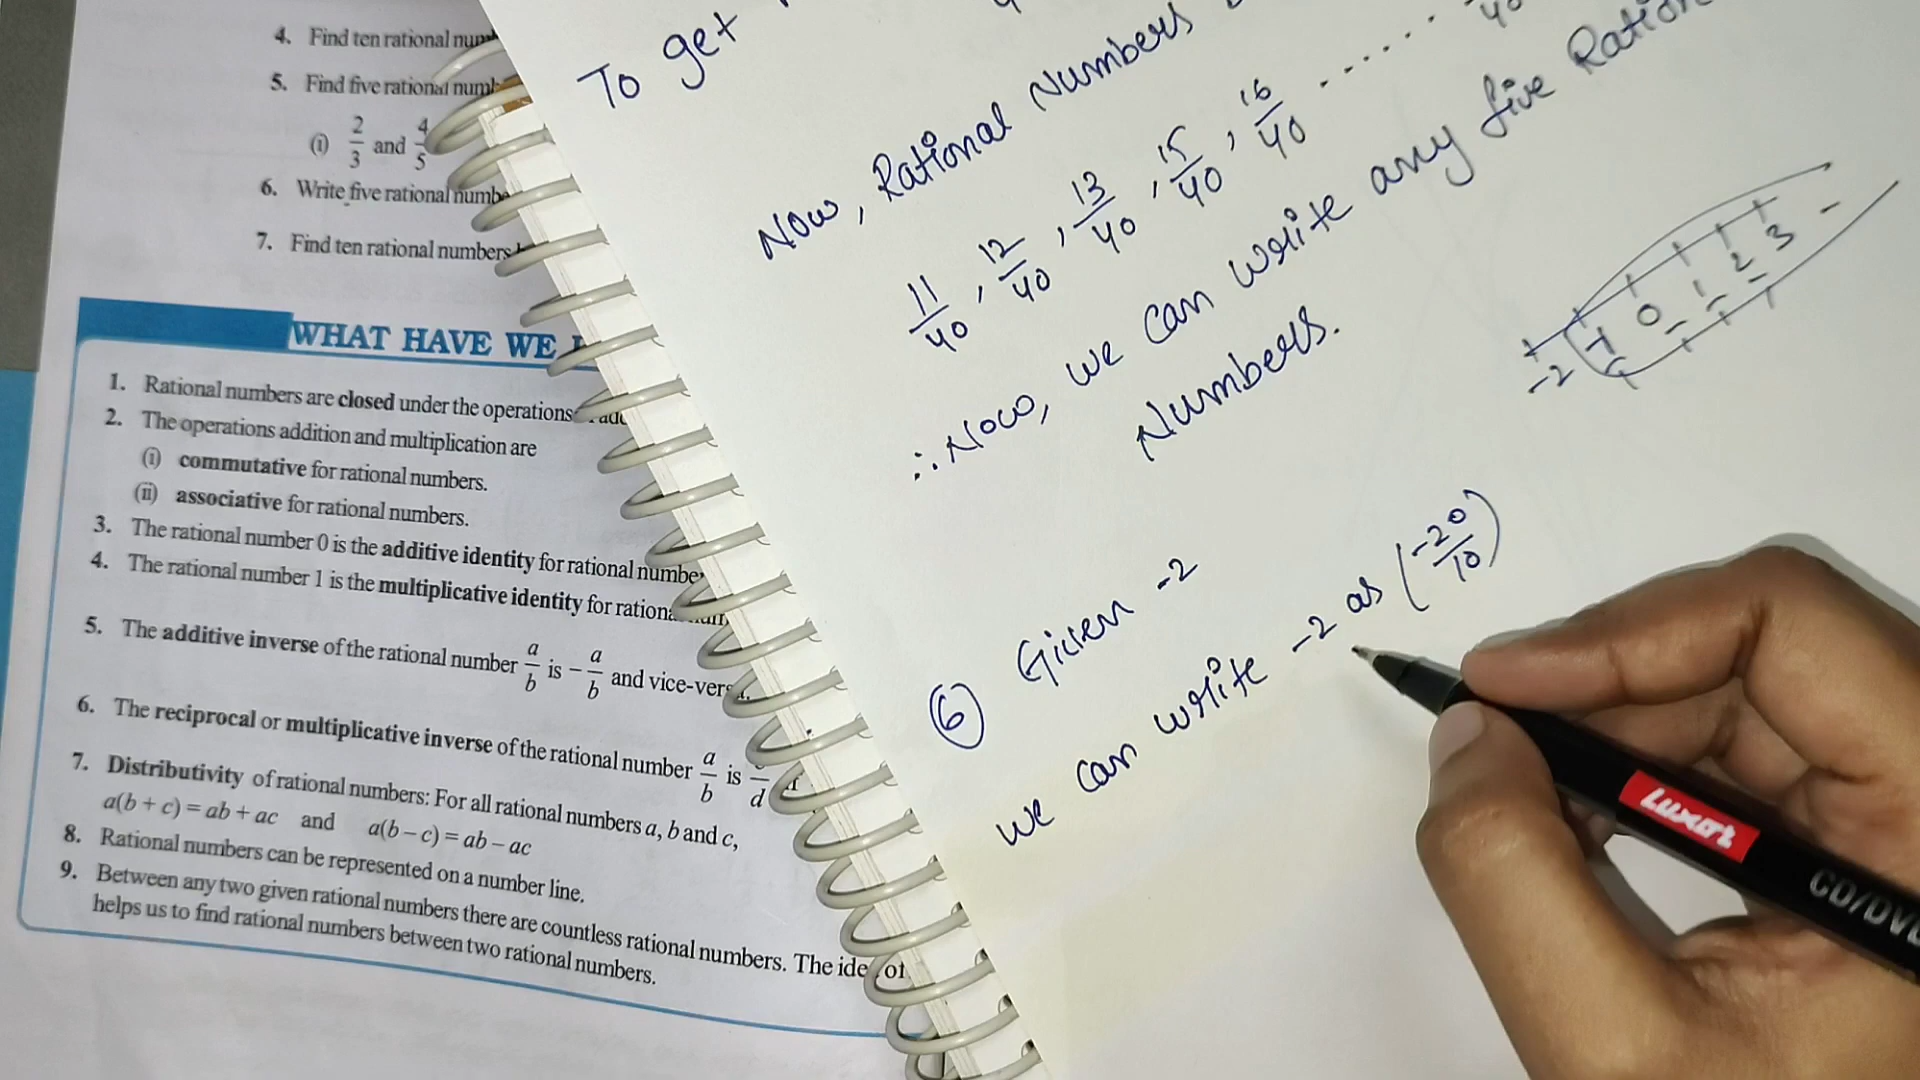 4. Find ten rational
5. Find five rational
(i) 2/3 and 4/5
6. Write five rational
7. Find ten rational numbers
WHAT HAVE WE
1. Rational numbers are closed under the operations
2. The operations addition and multiplication are
(i) commutative for rational numbers.
(ii) associative for rational numbers.
3. The rational number 0 is the additive identity for rational
4. The rational number 1 is the multiplicative identity for
5. The additive inverse of the rational number a/b is -a/b and
6. The reciprocal or multiplicative inverse of the rational number a/b is
7. Distributivity of rational numbers: For all rational numbers a, b and c,
a(b + c) = ab + ac and a(b – c) = ab – ac
8. Rational numbers can be represented on a number line.
9. Between any two given rational numbers there are countless rational numbers. The
helps us to find rational numbers between two rational numbers.
To get
Now, Rational Numbers
11/40, 12/40, 13/40, 15/40, 16/40 ......
∴ Now, we can write any five
Numbers.
-2 -1 0 1 2 3
6 Given -2
we can write -2 as (-20/10)
Luxor
CD/DV